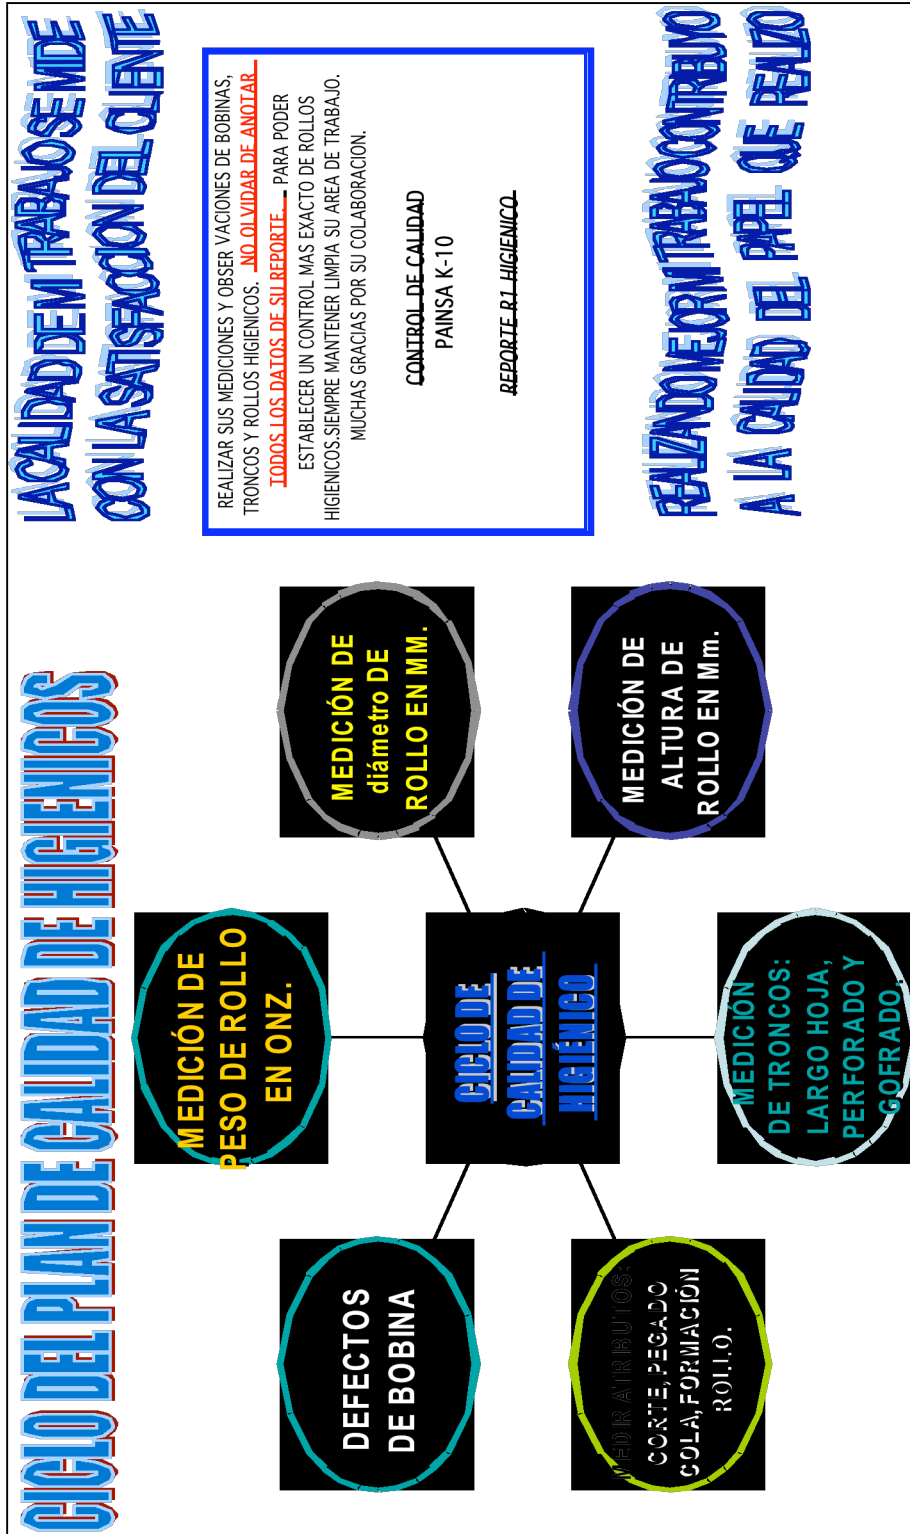 CICLO DEL PLAN DE CALIDAD DE HIGIENICOS
MEDICIÓN DE
PESO DE ROLLO
EN ONZ.
DEFECTOS
DE BOBINA
MEDICIÓN DE
diámetro DE
ROLLO EN MM.
CICLO DE
CALIDAD DE
HIGIÉNICO
MEDIR ATRIBUTOS:
CORTE, PEGADO
COLA, FORMACIÓN
ROLLO.
MEDICIÓN DE
ALTURA DE
ROLLO EN Mm.
MEDICIÓN
DE TRONCOS:
LARGO HOJA,
PERFORADO Y
GOFRADO.
LA CALIDAD DE MI TRABAJO SE MIDE
CON LA SATISFACCION DEL CLIENTE
REALIZAR SUS MEDICIONES Y OBSER VACIONES DE BOBINAS,
TRONCOS Y ROLLOS HIGIENICOS. NO OLVIDAR DE ANOTAR
TODOS LOS DATOS DE SU REPORTE. PARA PODER
ESTABLECER UN CONTROL MAS EXACTO DE ROLLOS
HIGIENICOS.SIEMPRE MANTENER LIMPIA SU AREA DE TRABAJO.
MUCHAS GRACIAS POR SU COLABORACION.
CONTROL DE CALIDAD
PAINSA K-10
REPORTE R1 HIGIENICO
REALIZANDO MEJOR MI TRABAJO CONTRIBUYO
A LA CALIDAD DEL PAPEL QUE REALIZO